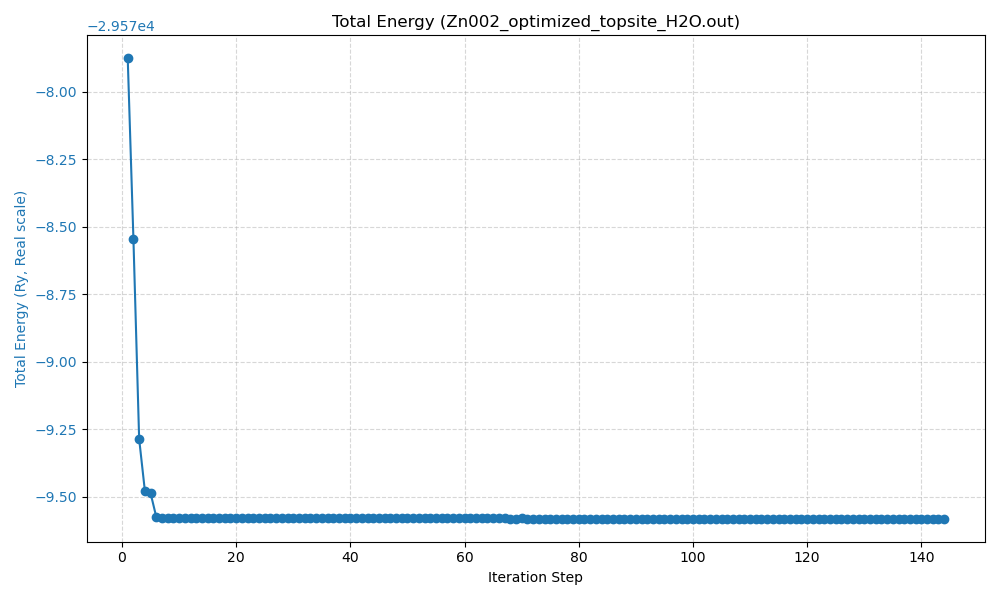 Total Energy (Zn002_optimized_topsite_H2O.out)
−2.957e4
−8.00
−8.25
−8.50
−8.75
−9.00
−9.25
−9.50
Total Energy (Ry, Real scale)
0 20 40 60 80 100 120 140
Iteration Step